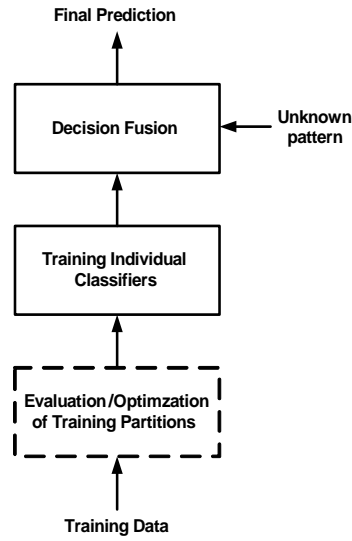 Final Prediction
Decision Fusion
Unknown
pattern
Training Individual
Classifiers
Evaluation/Optimzation
of Training Partitions
Training Data